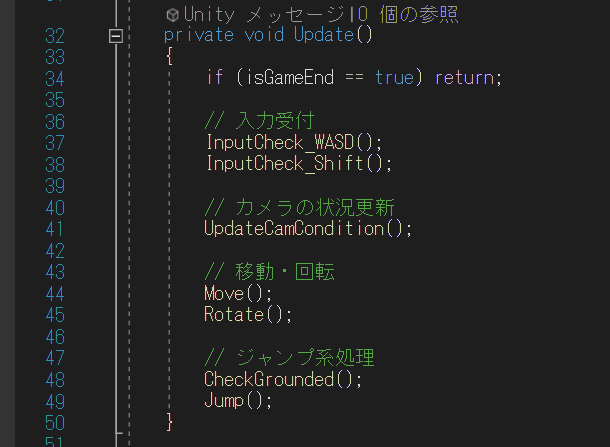 Unity メッセージ|0 個の参照
32 private void Update()
33 {
34 if (isGameEnd == true) return;
35
36 // 入力受付
37 InputCheck_WASD();
38 InputCheck_Shift();
39
40 // カメラの状況更新
41 UpdateCamCondition();
42
43 // 移動・回転
44 Move();
45 Rotate();
46
47 // ジャンプ系処理
48 CheckGrounded();
49 Jump();
50 }
51